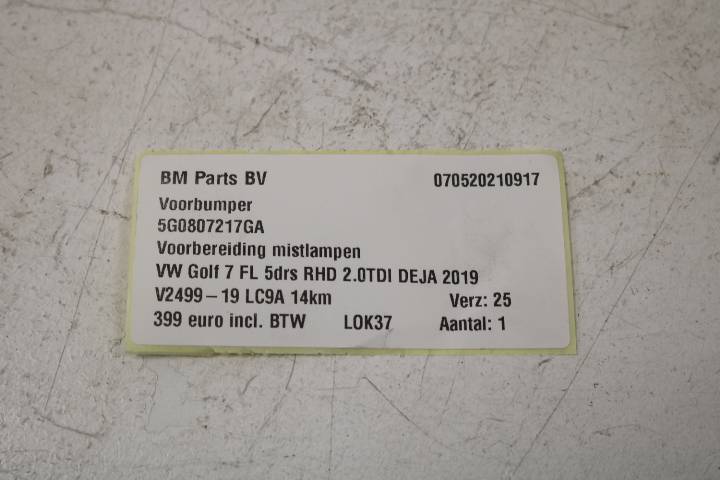 BM Parts BV 070520210917
Voorbumper
5G0807217GA
Voorbereiding mistlampen
VW Golf 7 FL 5drs RHD 2.0TDI DEJA 2019
V2499-19 LC9A 14km Verz: 25
399 euro incl. BTW LOK37 Aantal: 1